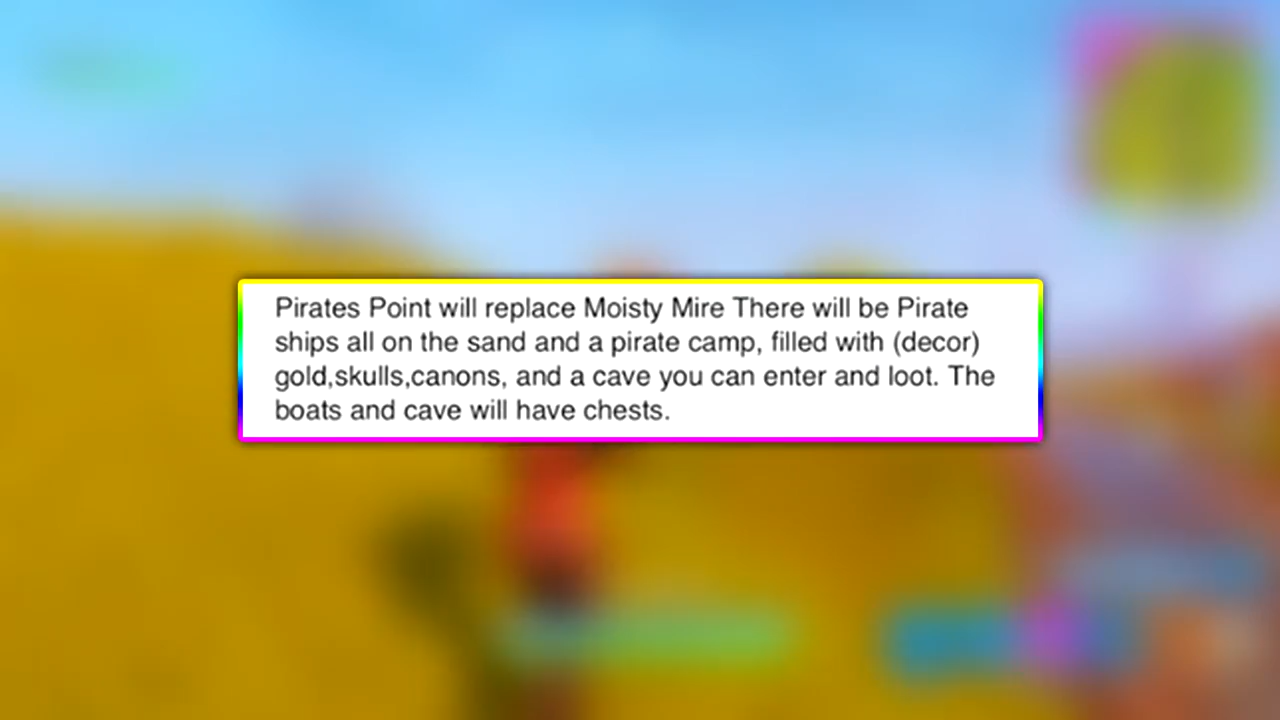 Pirates Point will replace Moisty Mire There will be Pirate
ships all on the sand and a pirate camp, filled with (decor)
gold,skulls,canons, and a cave you can enter and loot. The
boats and cave will have chests.